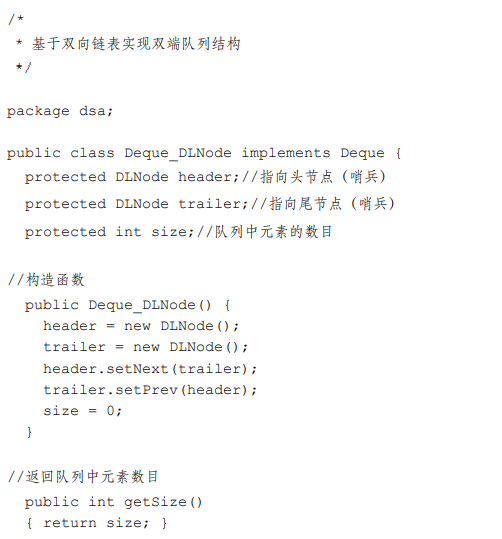 /*
 * 基于双向链表实现双端队列结构
 */
package dsa;
public class Deque_DLNode implements Deque {
  protected DLNode header;//指向头节点（哨兵）
  protected DLNode trailer;//指向尾节点（哨兵）
  protected int size;//队列中元素的数目
//构造函数
  public Deque_DLNode() {
    header = new DLNode();
    trailer = new DLNode();
    header.setNext(trailer);
    trailer.setPrev(header);
    size = 0;
  }
//返回队列中元素数目
  public int getSize()
  { return size; }